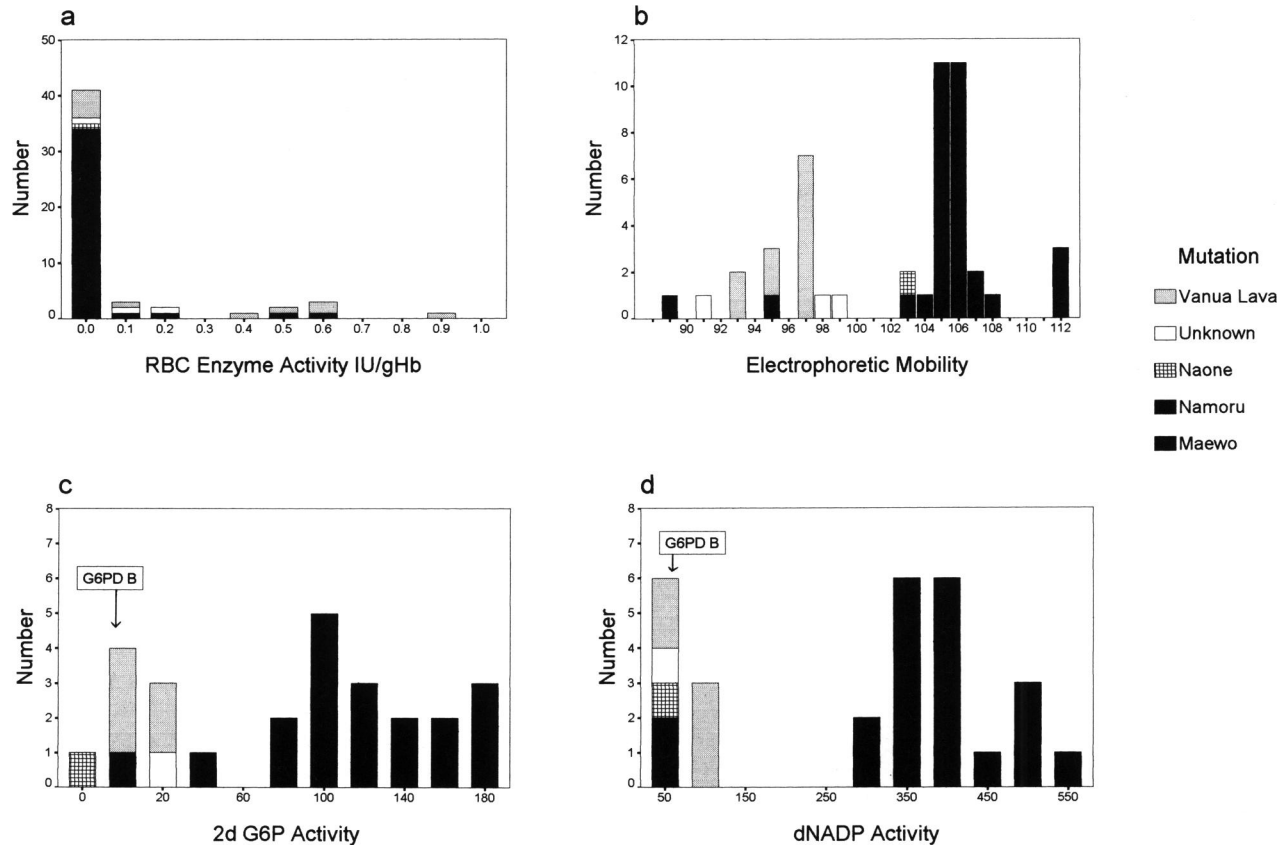 a
50
40
30
20
10
0
Number
0.0 0.1 0.2 0.3 0.4 0.5 0.6 0.7 0.8 0.9 1.0
RBC Enzyme Activity IU/gHb
b
12
10
8
6
4
2
0
Number
90 92 94 96 98 100 102 104 106 108 110 112
Electrophoretic Mobility
Mutation
Vanua Lava
Unknown
Naone
Namoru
Maewo
c
8
7
6
5
4
3
2
1
0
Number
G6PD B
0 20 60 100 140 180
2d G6P Activity
d
8
7
6
5
4
3
2
1
0
Number
G6PD B
50 150 250 350 450 550
dNADP Activity